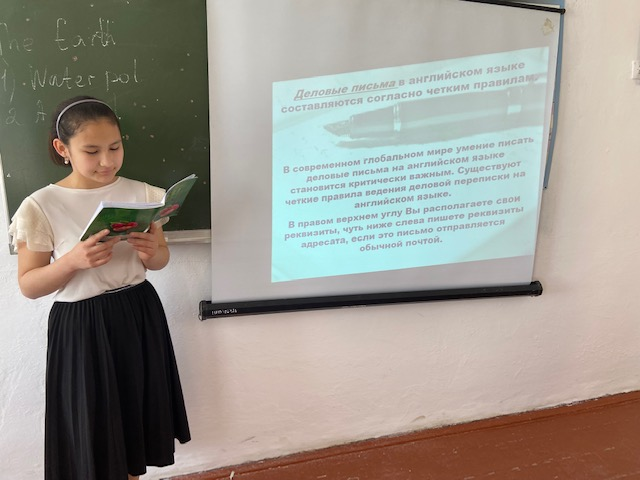 The Earth
1) Water pol
2.
Деловые письма в английском языке
составляются согласно четким правилам.
В современном глобальном мире умение писать
деловые письма на английском языке
становится критически важным. Существуют
четкие правила ведения деловой переписки на
английском языке.
В правом верхнем углу Вы располагаете свои
реквизиты, чуть ниже слева пишете реквизиты
адресата, если это письмо отправляется
обычной почтой.